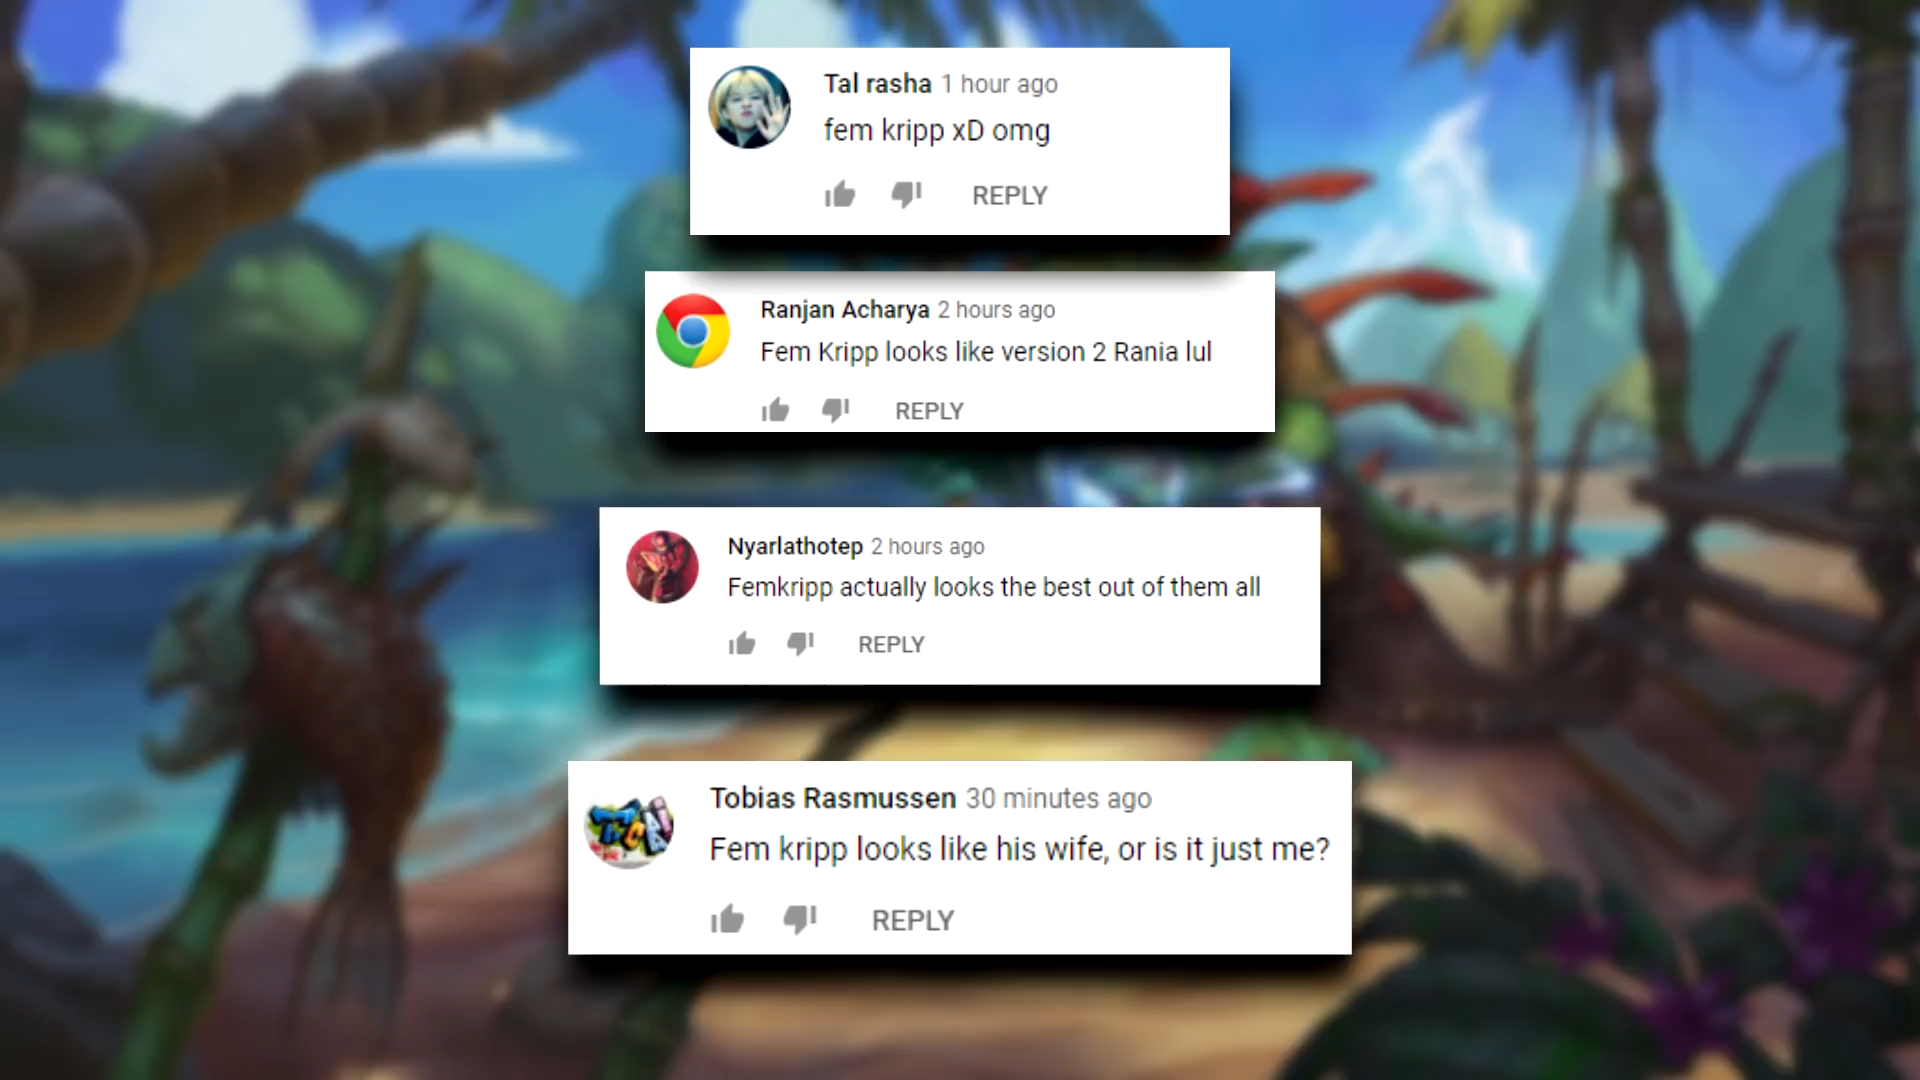 Tal rasha 1 hour ago
fem kripp xD omg
REPLY
Ranjan Acharya 2 hours ago
Fem Kripp looks like version 2 Rania lul
REPLY
Nyarlathotep 2 hours ago
Femkripp actually looks the best out of them all
REPLY
Tobias Rasmussen 30 minutes ago
Fem kripp looks like his wife, or is it just me?
REPLY